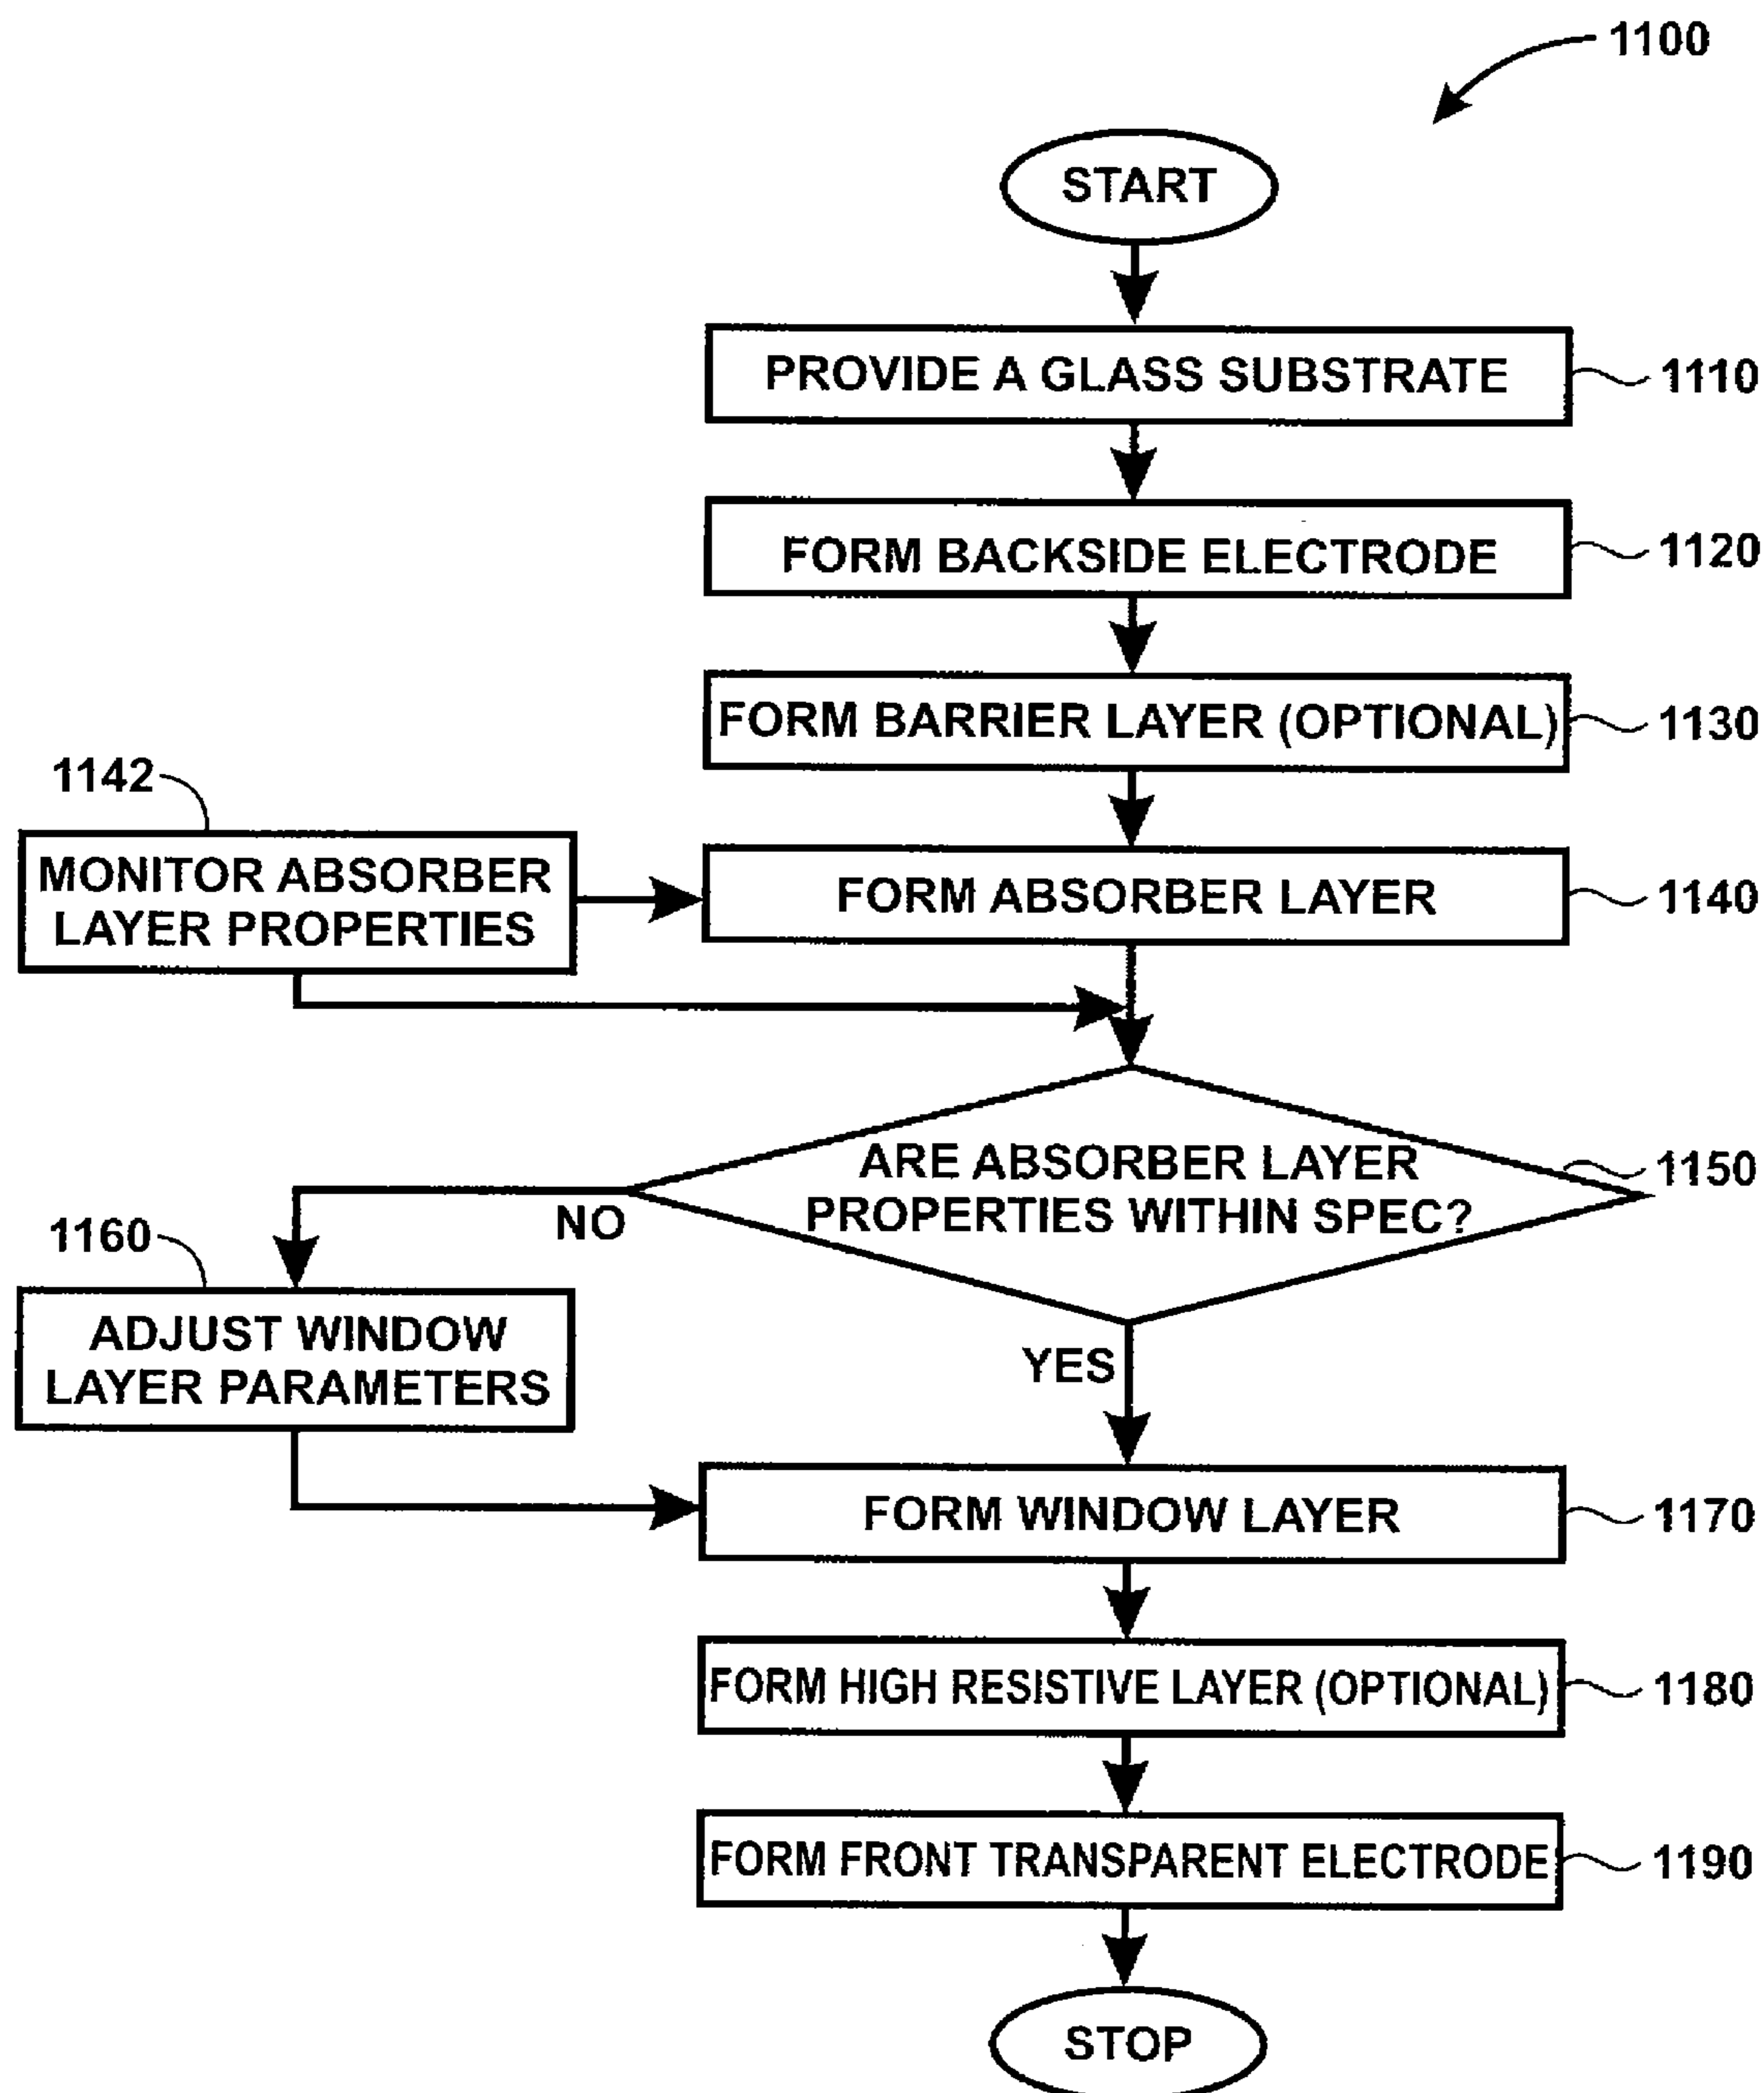 1100
START
PROVIDE A GLASS SUBSTRATE
1110
FORM BACKSIDE ELECTRODE
1120
FORM BARRIER LAYER (OPTIONAL)
1130
1142
MONITOR ABSORBER
LAYER PROPERTIES
FORM ABSORBER LAYER
1140
ARE ABSORBER LAYER
PROPERTIES WITHIN SPEC?
1150
NO
1160
ADJUST WINDOW
LAYER PARAMETERS
YES
FORM WINDOW LAYER
1170
FORM HIGH RESISTIVE LAYER (OPTIONAL)
1180
FORM FRONT TRANSPARENT ELECTRODE
1190
STOP